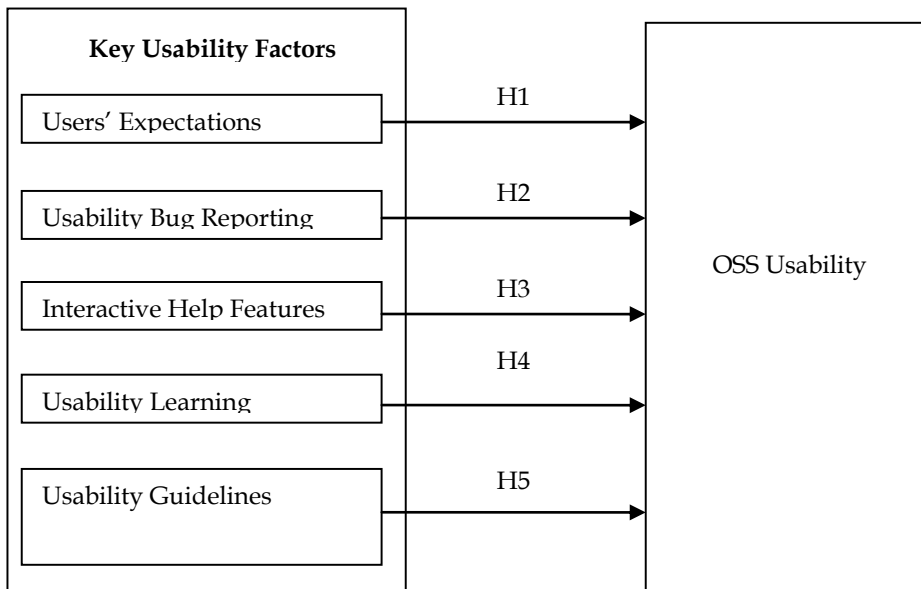 Key Usability Factors
Users’ Expectations
H1
Usability Bug Reporting
H2
Interactive Help Features
H3
Usability Learning
H4
Usability Guidelines
H5
OSS Usability